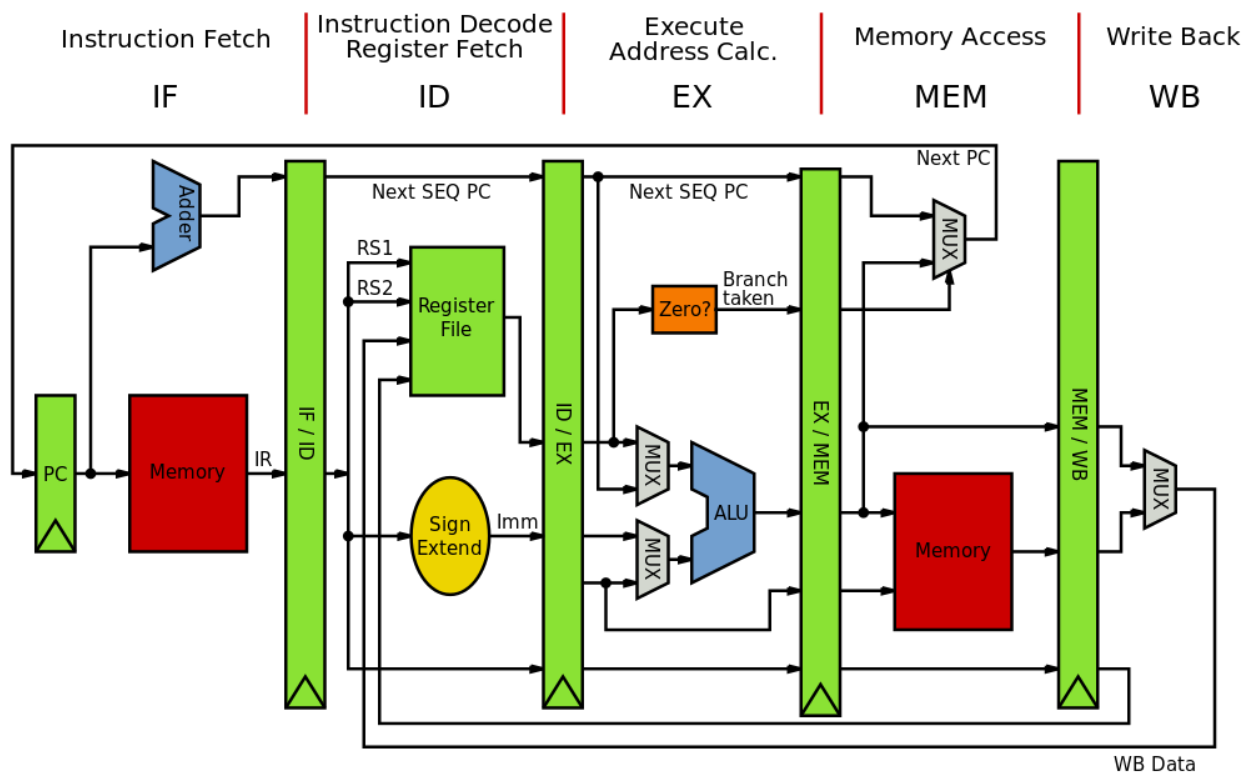 Instruction Fetch
Instruction Decode
Register Fetch
Execute
Address Calc.
Memory Access
Write Back
IF
ID
EX
MEM
WB
Next PC
Adder
Next SEQ PC
Next SEQ PC
MUX
RS1
RS2
Register
File
Branch
taken
Zero?
IF / ID
ID / EX
EX / MEM
MEM / WB
PC
Memory
IR
MUX
ALU
MUX
Sign
Extend
Imm
MUX
Memory
WB Data